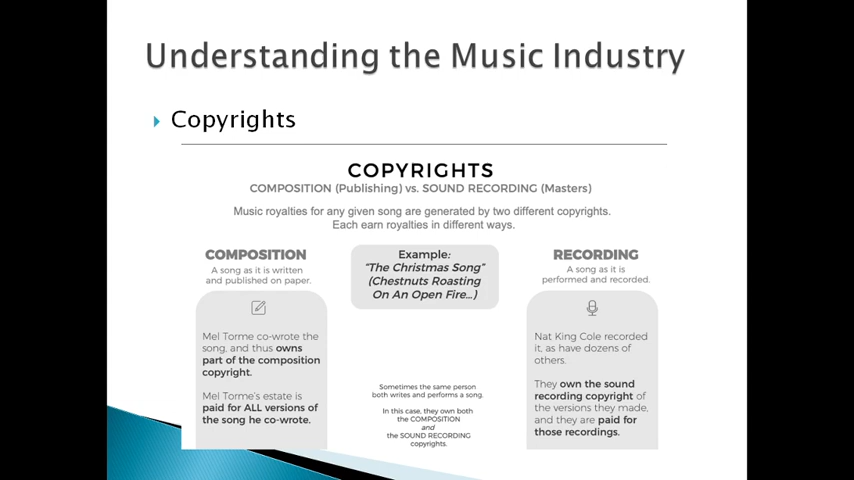 Understanding the Music Industry
Copyrights
COPYRIGHTS
COMPOSITION (Publishing) vs. SOUND RECORDING (Masters)
Music royalties for any given song are generated by two different copyrights.
Each earn royalties in different ways.
COMPOSITION
A song as it is written
and published on paper.
Mel Torme co-wrote the
song, and thus owns
part of the composition
copyright.
Mel Torme's estate is
paid for ALL versions of
the song he co-wrote.
Example:
"The Christmas Song"
(Chestnuts Roasting
On An Open Fire...)
Sometimes the same person
both writes and performs a song.
In this case, they own both
the COMPOSITION
and
the SOUND RECORDING
copyrights.
RECORDING
A song as it is
performed and recorded.
Nat King Cole recorded
it, as have dozens of
others.
They own the sound
recording copyright of
the versions they made,
and they are paid for
those recordings.